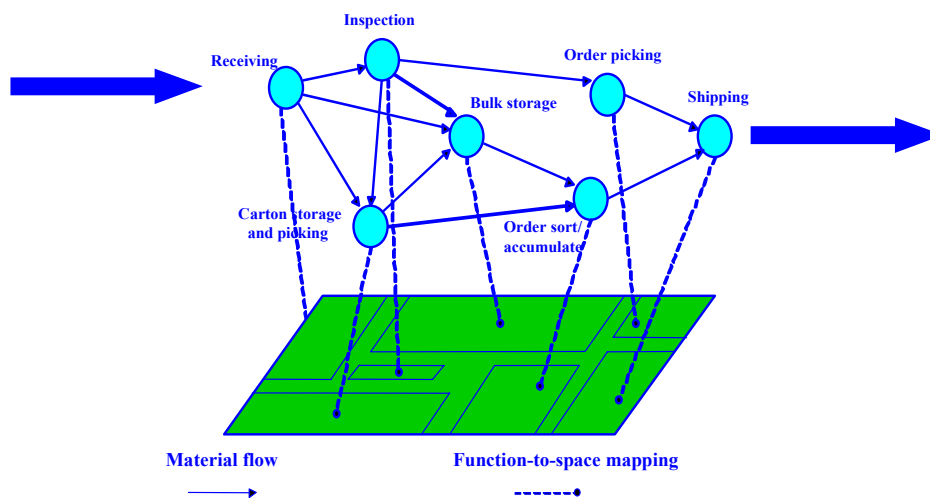 Inspection
Receiving
Order picking
Bulk storage
Shipping
Carton storage
and picking
Order sort/
accumulate
Material flow
Function-to-space mapping